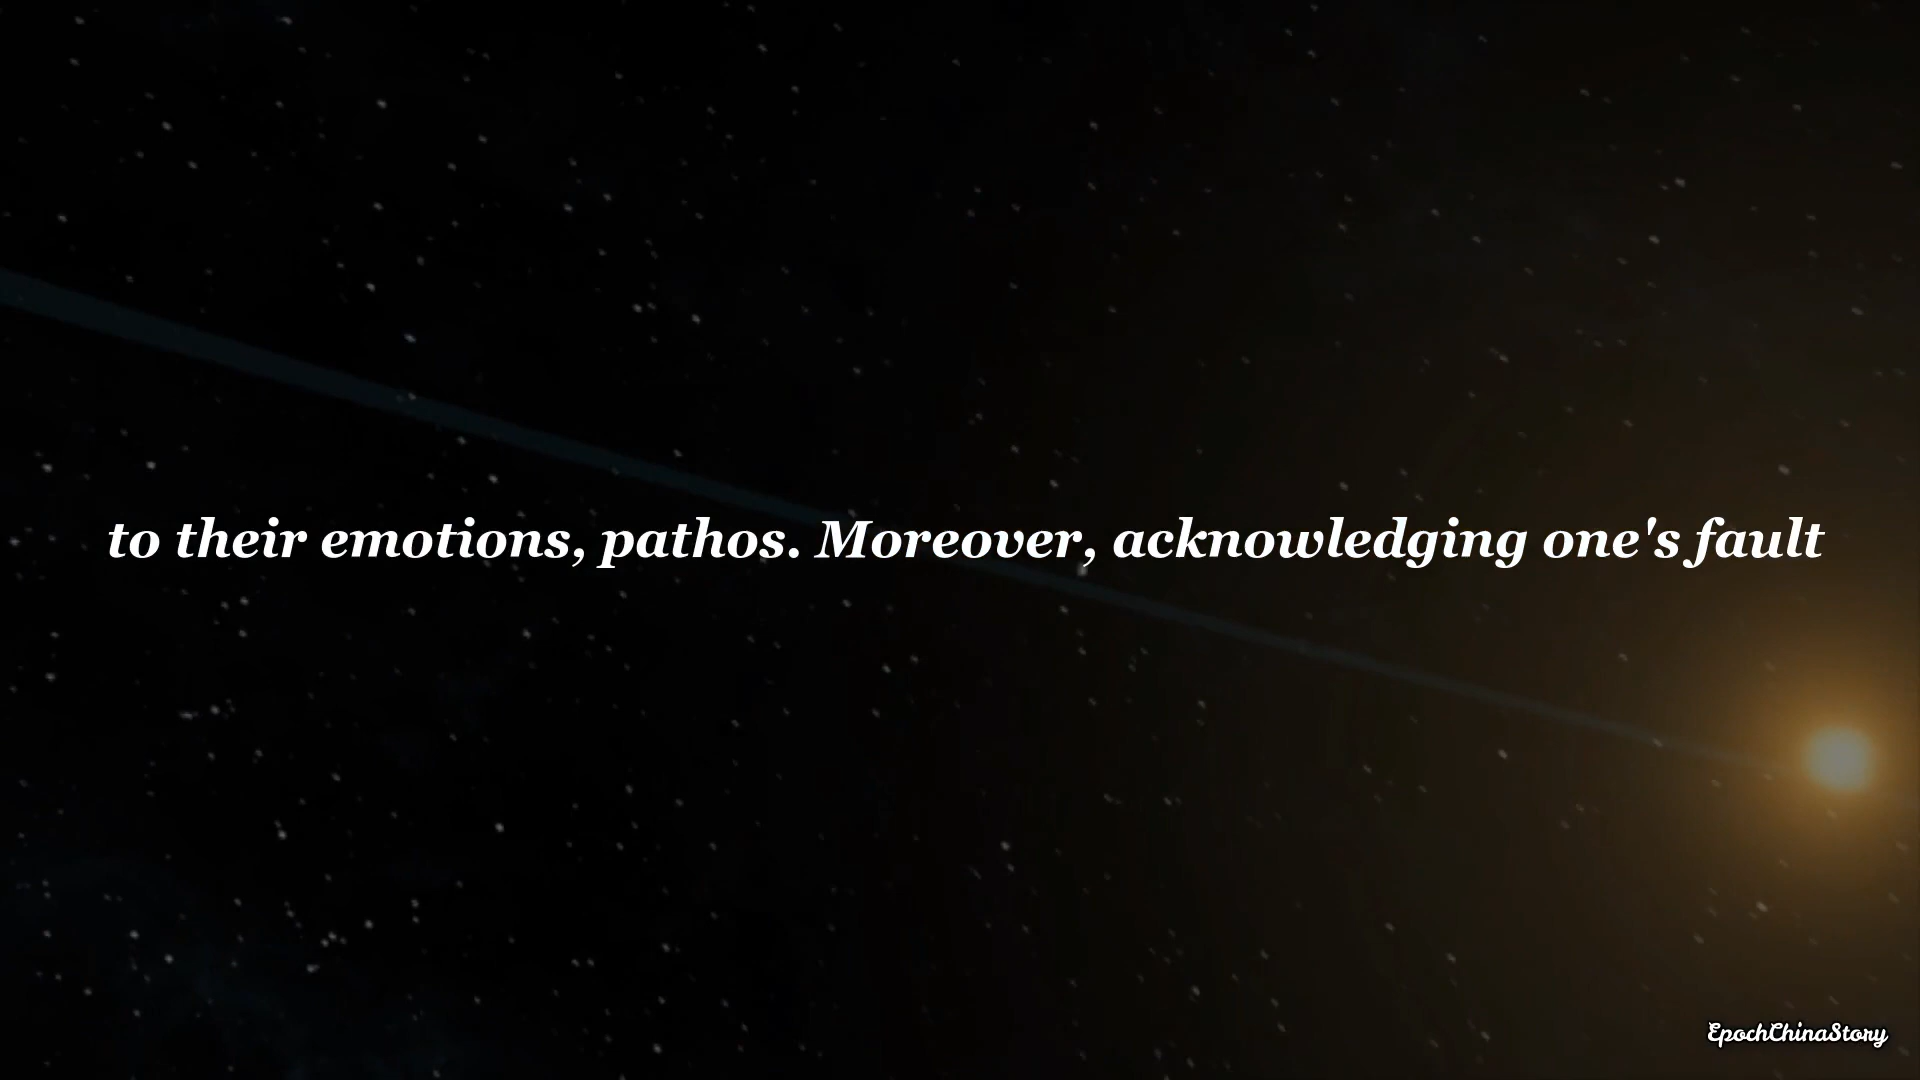 to their emotions, pathos. Moreover, acknowledging one's fault
EpochChinaStory